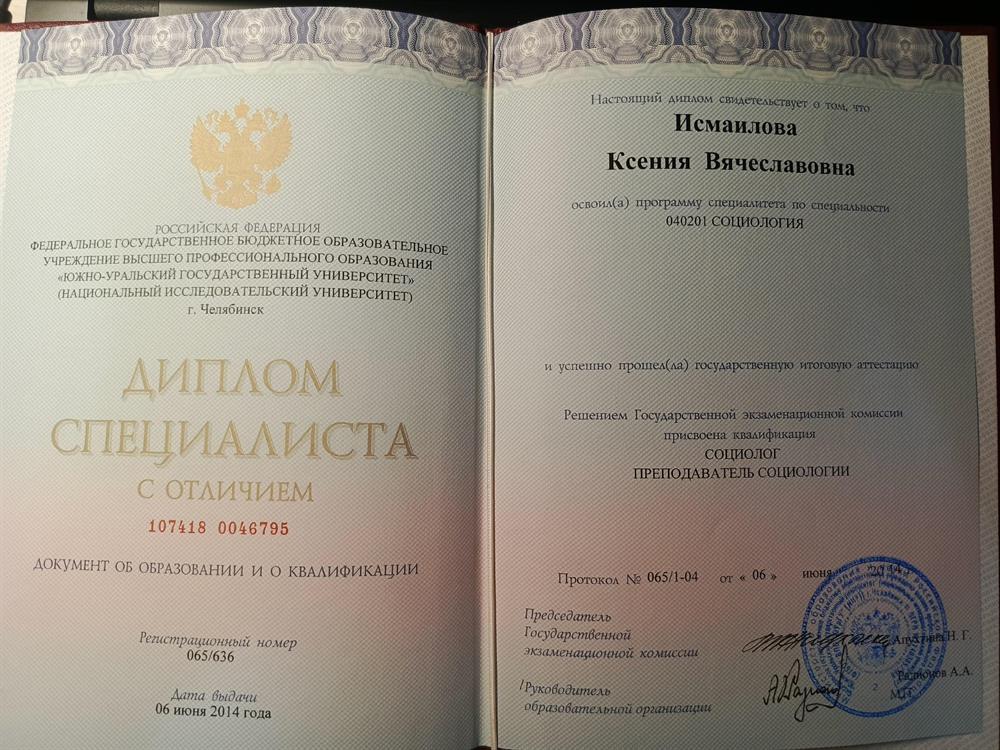 РОССИЙСКАЯ ФЕДЕРАЦИЯ
ФЕДЕРАЛЬНОЕ ГОСУДАРСТВЕННОЕ БЮДЖЕТНОЕ ОБРАЗОВАТЕЛЬНОЕ
УЧРЕЖДЕНИЕ ВЫСШЕГО ПРОФЕССИОНАЛЬНОГО ОБРАЗОВАНИЯ
«ЮЖНО-УРАЛЬСКИЙ ГОСУДАРСТВЕННЫЙ УНИВЕРСИТЕТ»
(НАЦИОНАЛЬНЫЙ ИССЛЕДОВАТЕЛЬСКИЙ УНИВЕРСИТЕТ)
г. Челябинск
ДИПЛОМ
СПЕЦИАЛИСТА
С ОТЛИЧИЕМ
107418 0046795
ДОКУМЕНТ ОБ ОБРАЗОВАНИИ И О КВАЛИФИКАЦИИ
Регистрационный номер
065/636
Дата выдачи
06 июня 2014 года
Настоящий диплом свидетельствует о том, что
Исмаилова
Ксения Вячеславовна
освоил(а) программу специалитета по специальности
040201 СОЦИОЛОГИЯ
и успешно прошел(ла) государственную итоговую аттестацию
Решением Государственной экзаменационной комиссии
присвоена квалификация
СОЦИОЛОГ
ПРЕПОДАВАТЕЛЬ СОЦИОЛОГИИ
Протокол № 065/1-04 от « 06 » июня
Председатель
Государственной
экзаменационной комиссии
Апухтина Н. Г.
Руководитель
образовательной организации
Радионов А.А.
М.П.